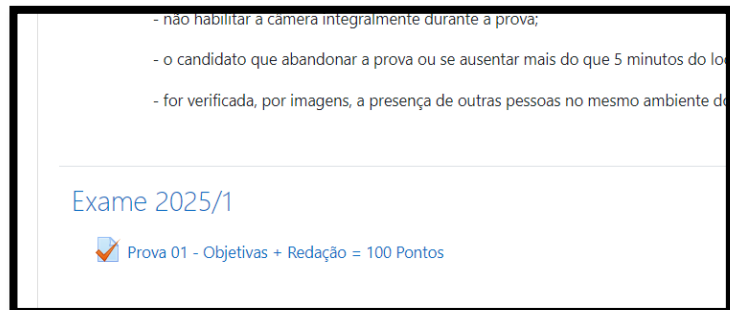 - não habilitar a câmera integralmente durante a prova;
- o candidato que abandonar a prova ou se ausentar mais do que 5 minutos do
- for verificada, por imagens, a presença de outras pessoas no mesmo ambiente
Exame 2025/1
Prova 01 - Objetivas + Redação = 100 Pontos